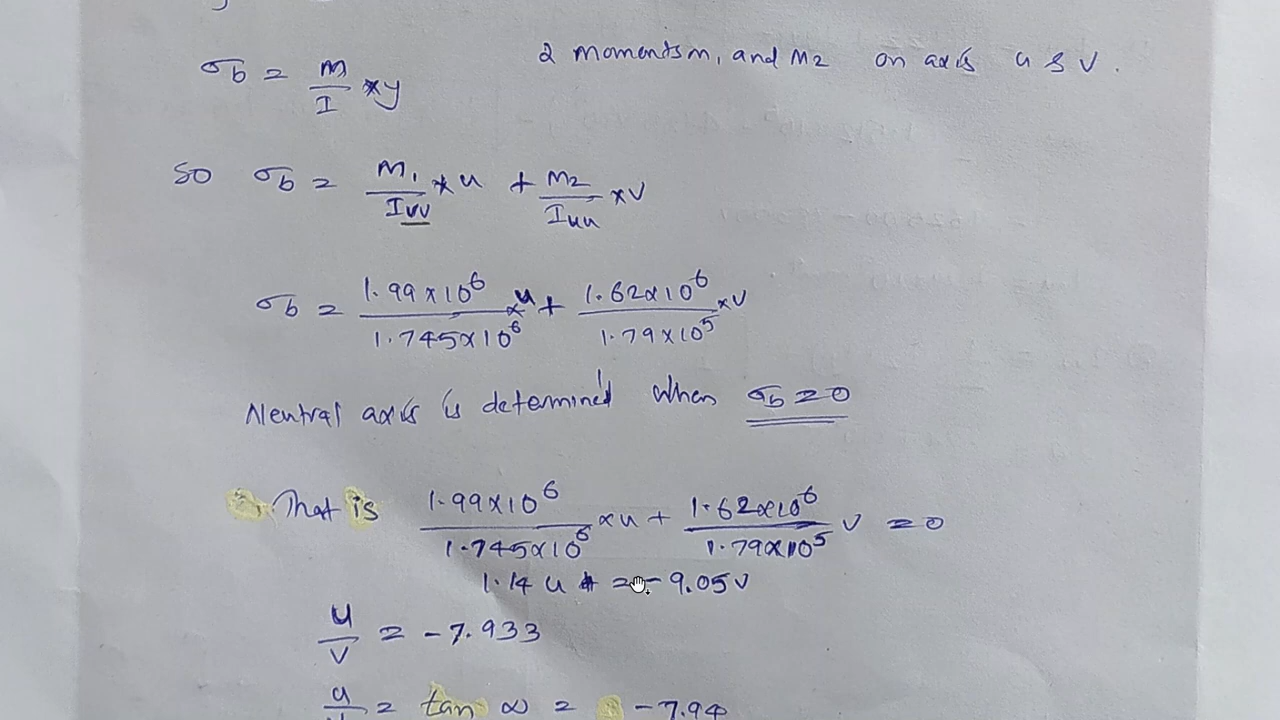 2 moments m, and M2 on axis u & v.
σb = M/I * y
So σb = M1/Ivv * u + M2/Iuu × v
σb = 1.99×10^6/1.745×10^6 × u + 1.62×10^6/1.79×10^5 × v
Neutral axis is determined when σb = 0
That is 1.99×10^6/1.745×10^6 × u + 1.62×10^6/1.79×10^5 v = 0
1.14 u = - 9.05 v
u/v = -7.933
= tan α = -7.94